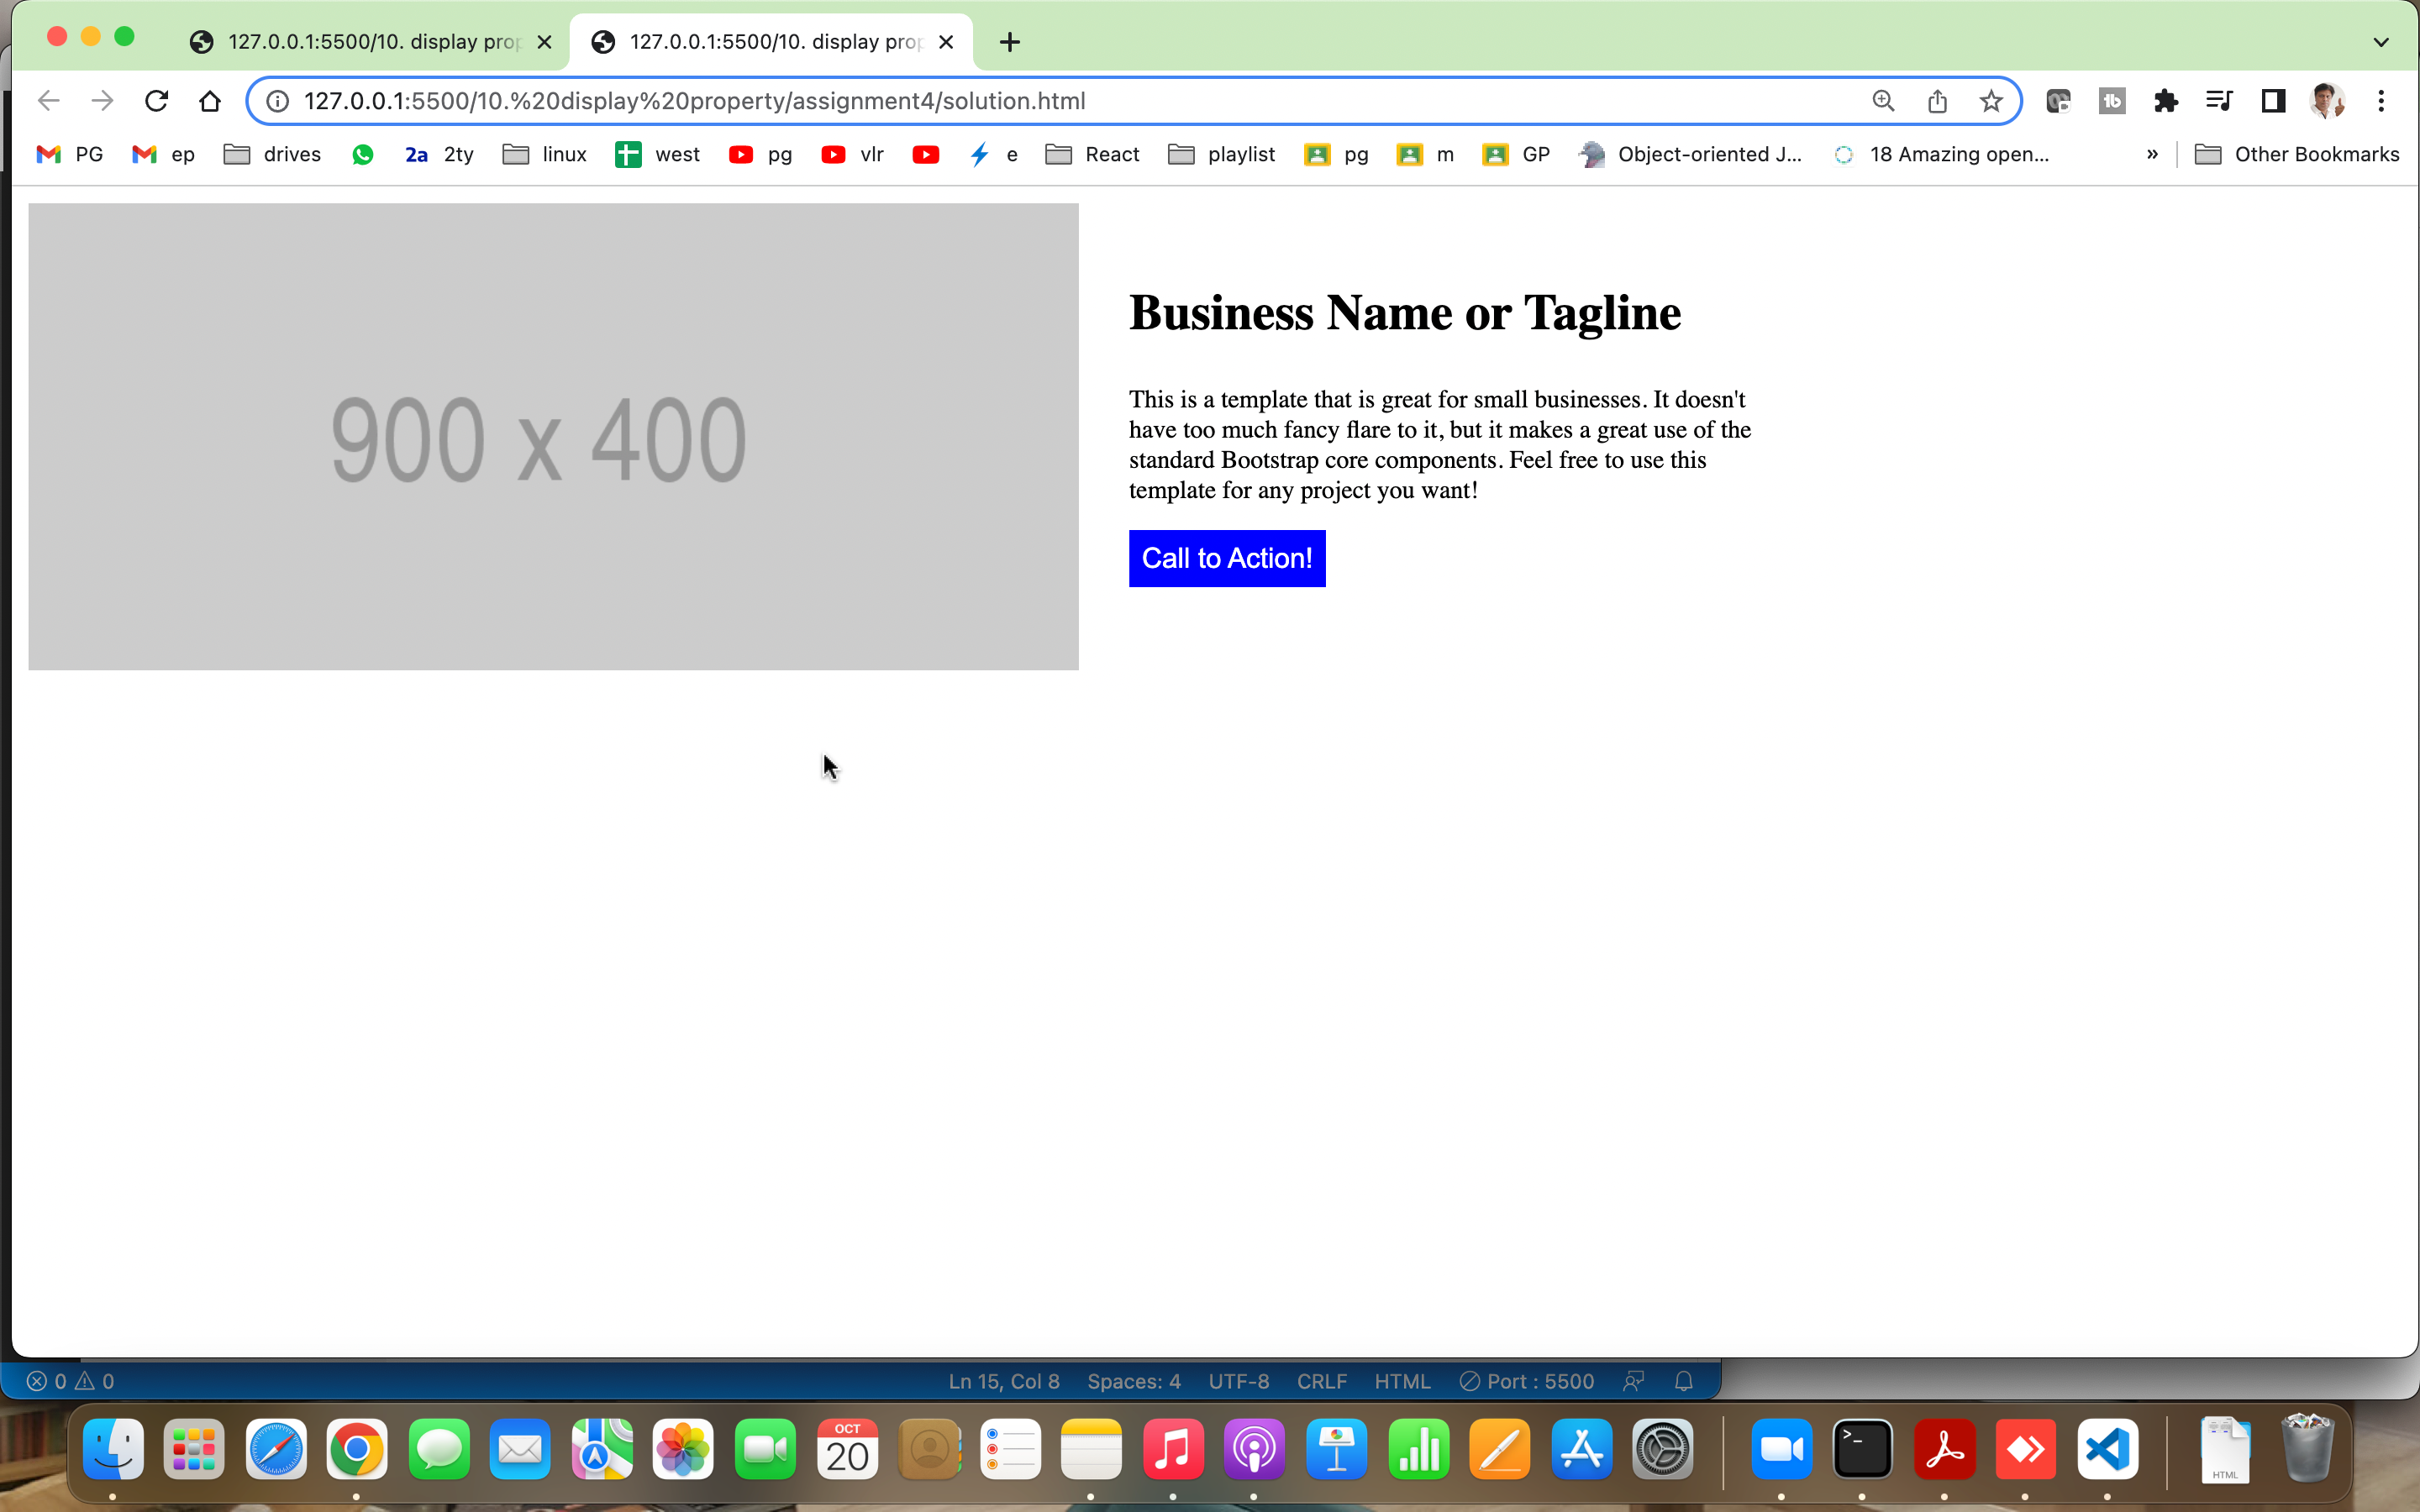 127.0.0.1:5500/10. display prop
127.0.0.1:5500/10. display prop
127.0.0.1:5500/10.%20display%20property/assignment4/solution.html
PG ep drives 2a 2ty linux west pg vlr e React playlist pg m GP Object-oriented J... 18 Amazing open... » Other Bookmarks
900 x 400
Business Name or Tagline
This is a template that is great for small businesses. It doesn't
have too much fancy flare to it, but it makes a great use of the
standard Bootstrap core components. Feel free to use this
template for any project you want!
Call to Action!
0 0 Ln 15, Col 8 Spaces: 4 UTF-8 CRLF HTML Port : 5500
OCT
20
HTML